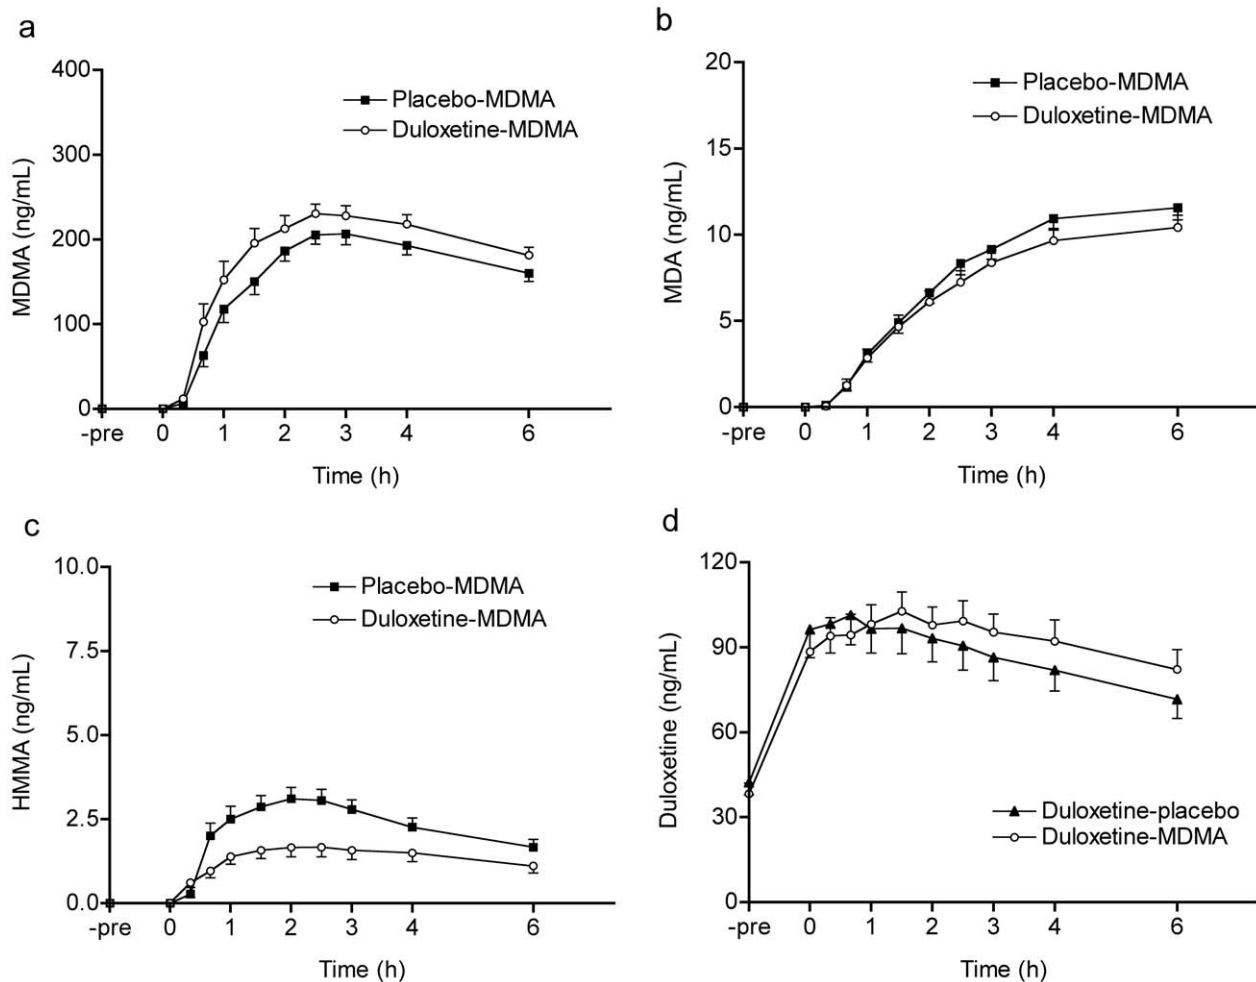 a
400
300
200
100
0
MDMA (ng/mL)
Placebo-MDMA
Duloxetine-MDMA
-pre 0 1 2 3 4 6
Time (h)
b
20
15
10
5
0
MDA (ng/mL)
Placebo-MDMA
Duloxetine-MDMA
-pre 0 1 2 3 4 6
Time (h)
c
10.0
7.5
5.0
2.5
0.0
HMMA (ng/mL)
Placebo-MDMA
Duloxetine-MDMA
-pre 0 1 2 3 4 6
Time (h)
d
120
90
60
30
0
Duloxetine (ng/mL)
Duloxetine-placebo
Duloxetine-MDMA
-pre 0 1 2 3 4 6
Time (h)